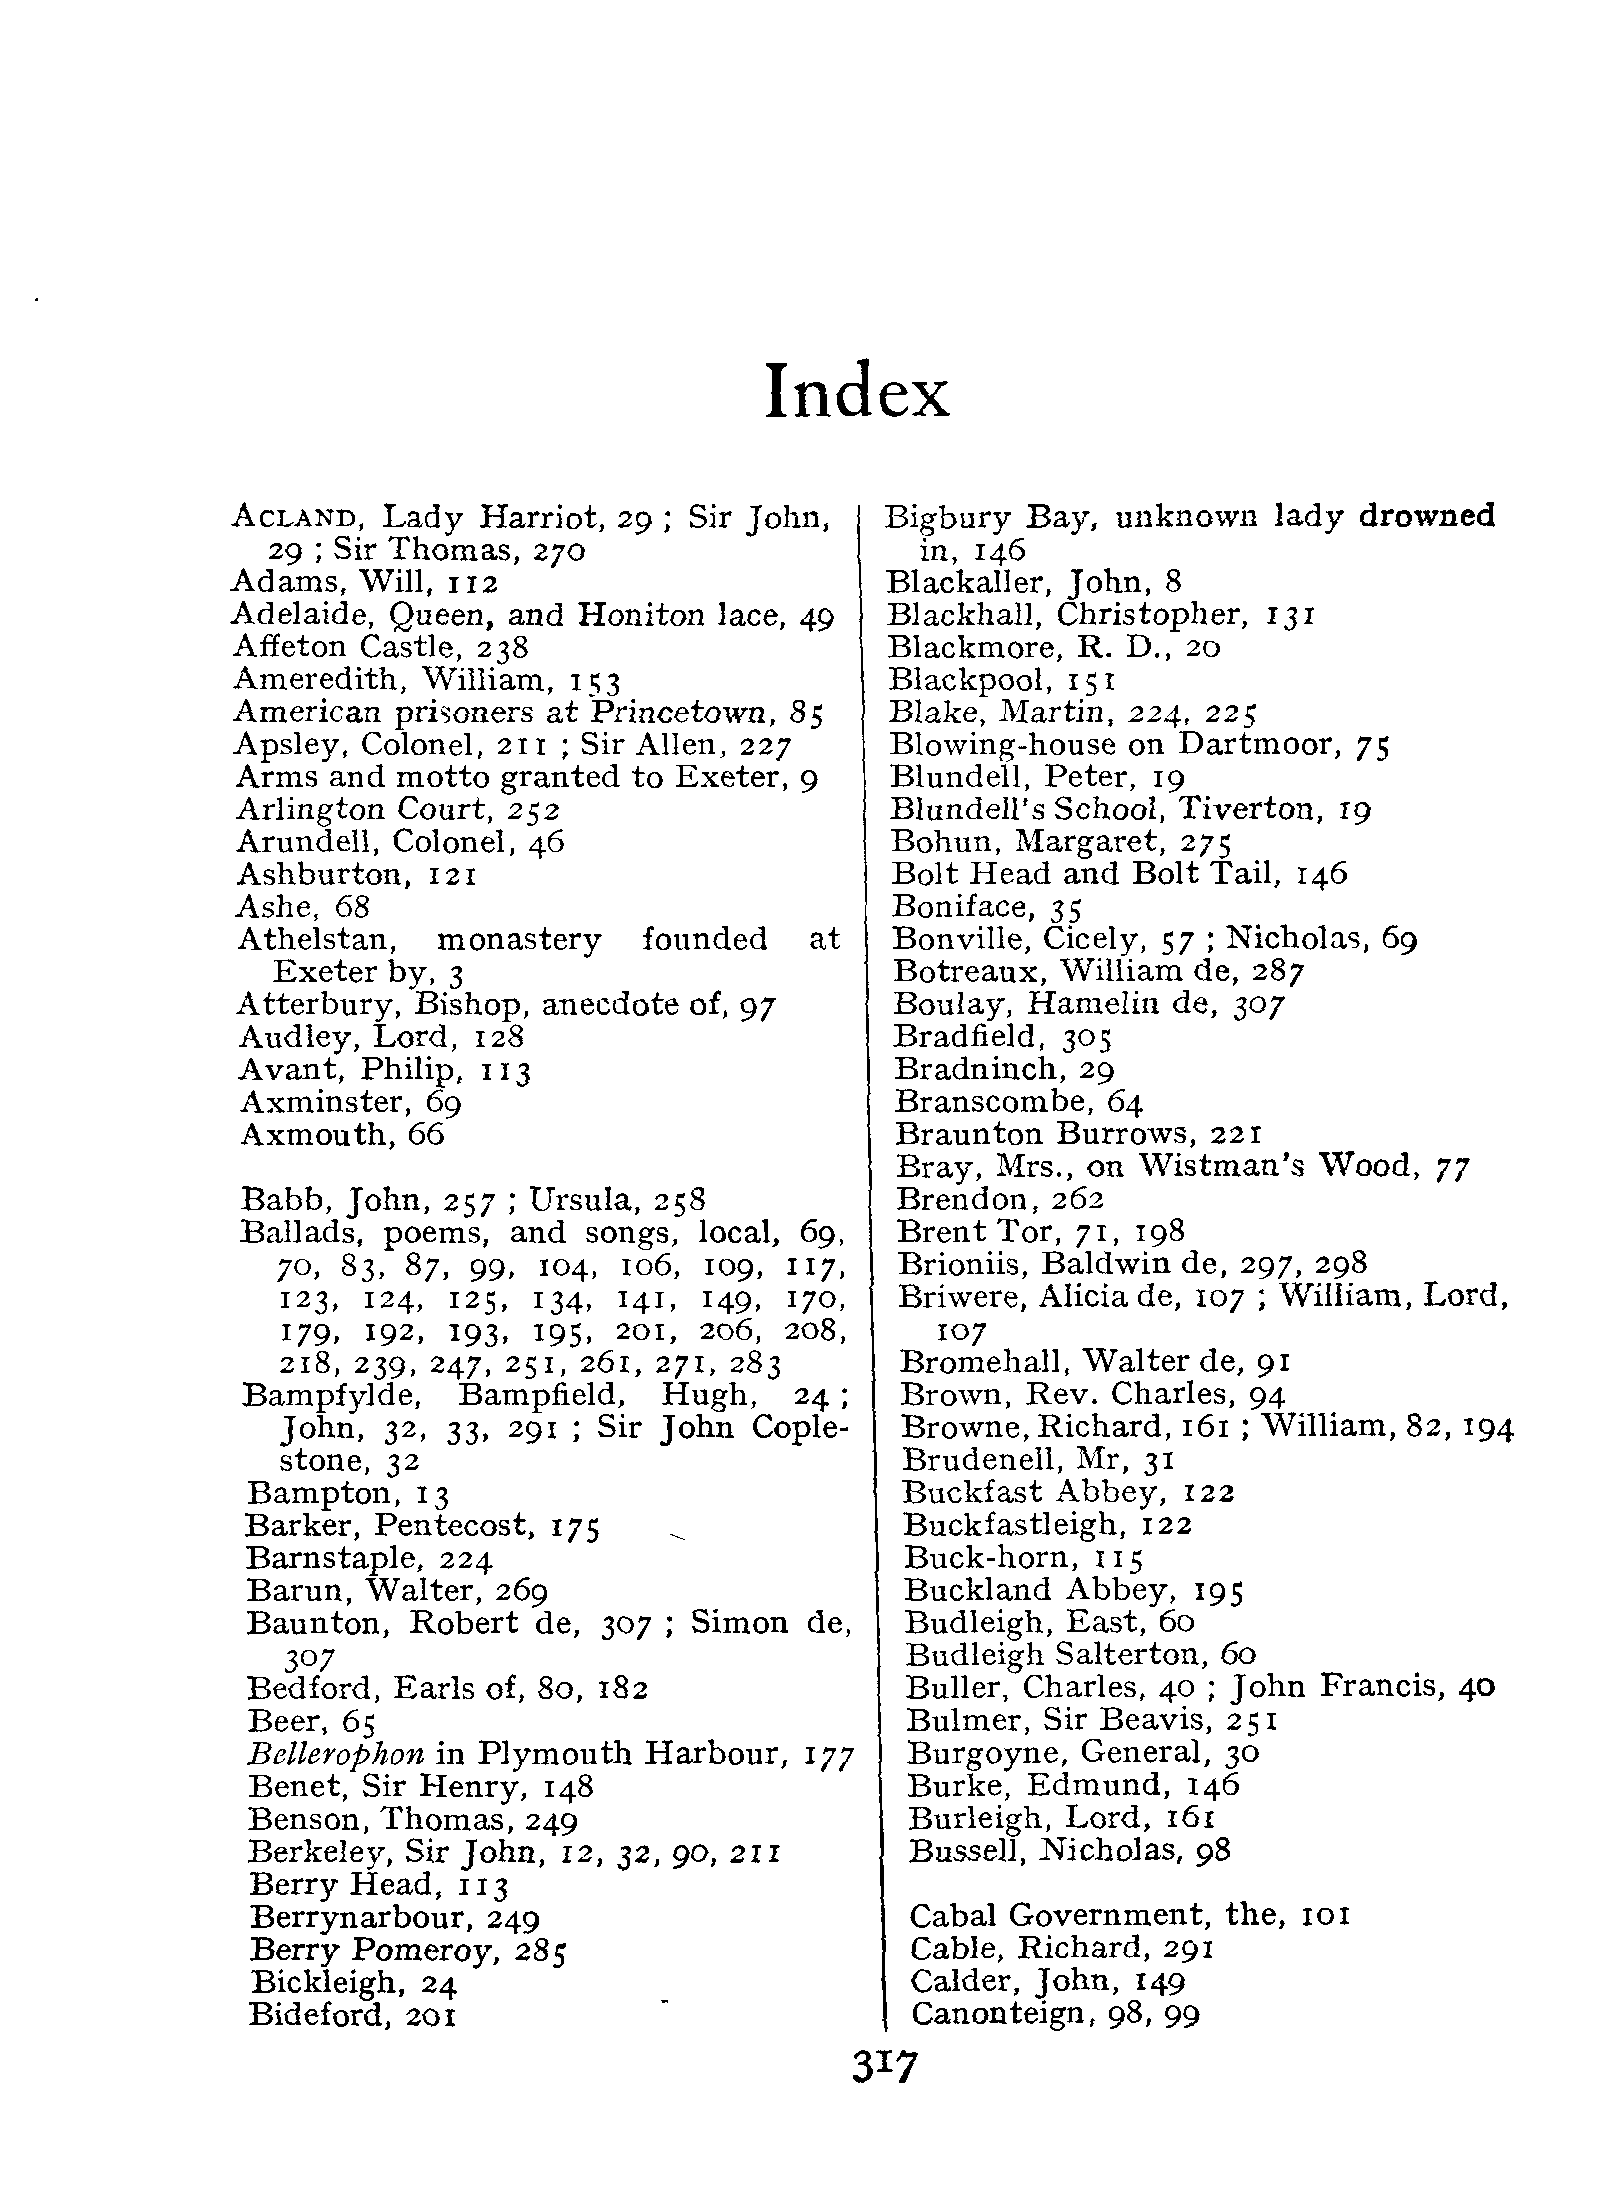 Index
ACLAND, Lady Harriot, 29 ; Sir John,
29 ; Sir Thomas, 270
Adams, Will, 112
Adelaide, Queen, and Honiton lace, 49
Affeton Castle, 238
Ameredith, William, 153
American prisoners at Princetown, 85
Apsley, Colonel, 211 ; Sir Allen, 227
Arms and motto granted to Exeter, 9
Arlington Court, 252
Arundell, Colonel, 46
Ashburton, 121
Ashe, 68
Athelstan, monastery founded at
Exeter by, 3
Atterbury, Bishop, anecdote of, 97
Audley, Lord, 128
Avant, Philip, 113
Axminster, 69
Axmouth, 66
Babb, John, 257 ; Ursula, 258
Ballads, poems, and songs, local, 69,
70, 83, 87, 99, 104, 106, 109, 117,
123, 124, 125, 134, 141, 149, 170,
179, 192, 193, 195, 201, 206, 208,
218, 239, 247, 251, 261, 271, 283
Bampfylde, Bampfield, Hugh, 24 ;
John, 32, 33, 291 ; Sir John Cople-
stone, 32
Bampton, 13
Barker, Pentecost, 175
Barnstaple, 224
Barun, Walter, 269
Baunton, Robert de, 307 ; Simon de,
307
Bedford, Earls of, 80, 182
Beer, 65
Bellerophon in Plymouth Harbour, 177
Benet, Sir Henry, 148
Benson, Thomas, 249
Berkeley, Sir John, 12, 32, 90, 211
Berry Head, 113
Berrynarbour, 249
Berry Pomeroy, 285
Bickleigh, 24
Bideford, 201
Bigbury Bay, unknown lady drowned
in, 146
Blackaller, John, 8
Blackhall, Christopher, 131
Blackmore, R. D., 20
Blackpool, 151
Blake, Martin, 224, 225
Blowing-house on Dartmoor, 75
Blundell, Peter, 19
Blundell's School, Tiverton, 19
Bohun, Margaret, 275
Bolt Head and Bolt Tail, 146
Boniface, 35
Bonville, Cicely, 57 ; Nicholas, 69
Botreaux, William de, 287
Boulay, Hamelin de, 307
Bradfield, 305
Bradninch, 29
Branscombe, 64
Braunton Burrows, 221
Bray, Mrs., on Wistman's Wood, 77
Brendon, 262
Brent Tor, 71, 198
Brioniis, Baldwin de, 297, 298
Briwere, Alicia de, 107 ; William, Lord,
107
Bromehall, Walter de, 91
Brown, Rev. Charles, 94
Browne, Richard, 161 ; William, 82, 194
Brudenell, Mr, 31
Buckfast Abbey, 122
Buckfastleigh, 122
Buck-horn, 115
Buckland Abbey, 195
Budleigh, East, 60
Budleigh Salterton, 60
Buller, Charles, 40 ; John Francis, 40
Bulmer, Sir Beavis, 251
Burgoyne, General, 30
Burke, Edmund, 146
Burleigh, Lord, 161
Bussell, Nicholas, 98
Cabal Government, the, 101
Cable, Richard, 291
Calder, John, 149
Canonteign, 98, 99
317